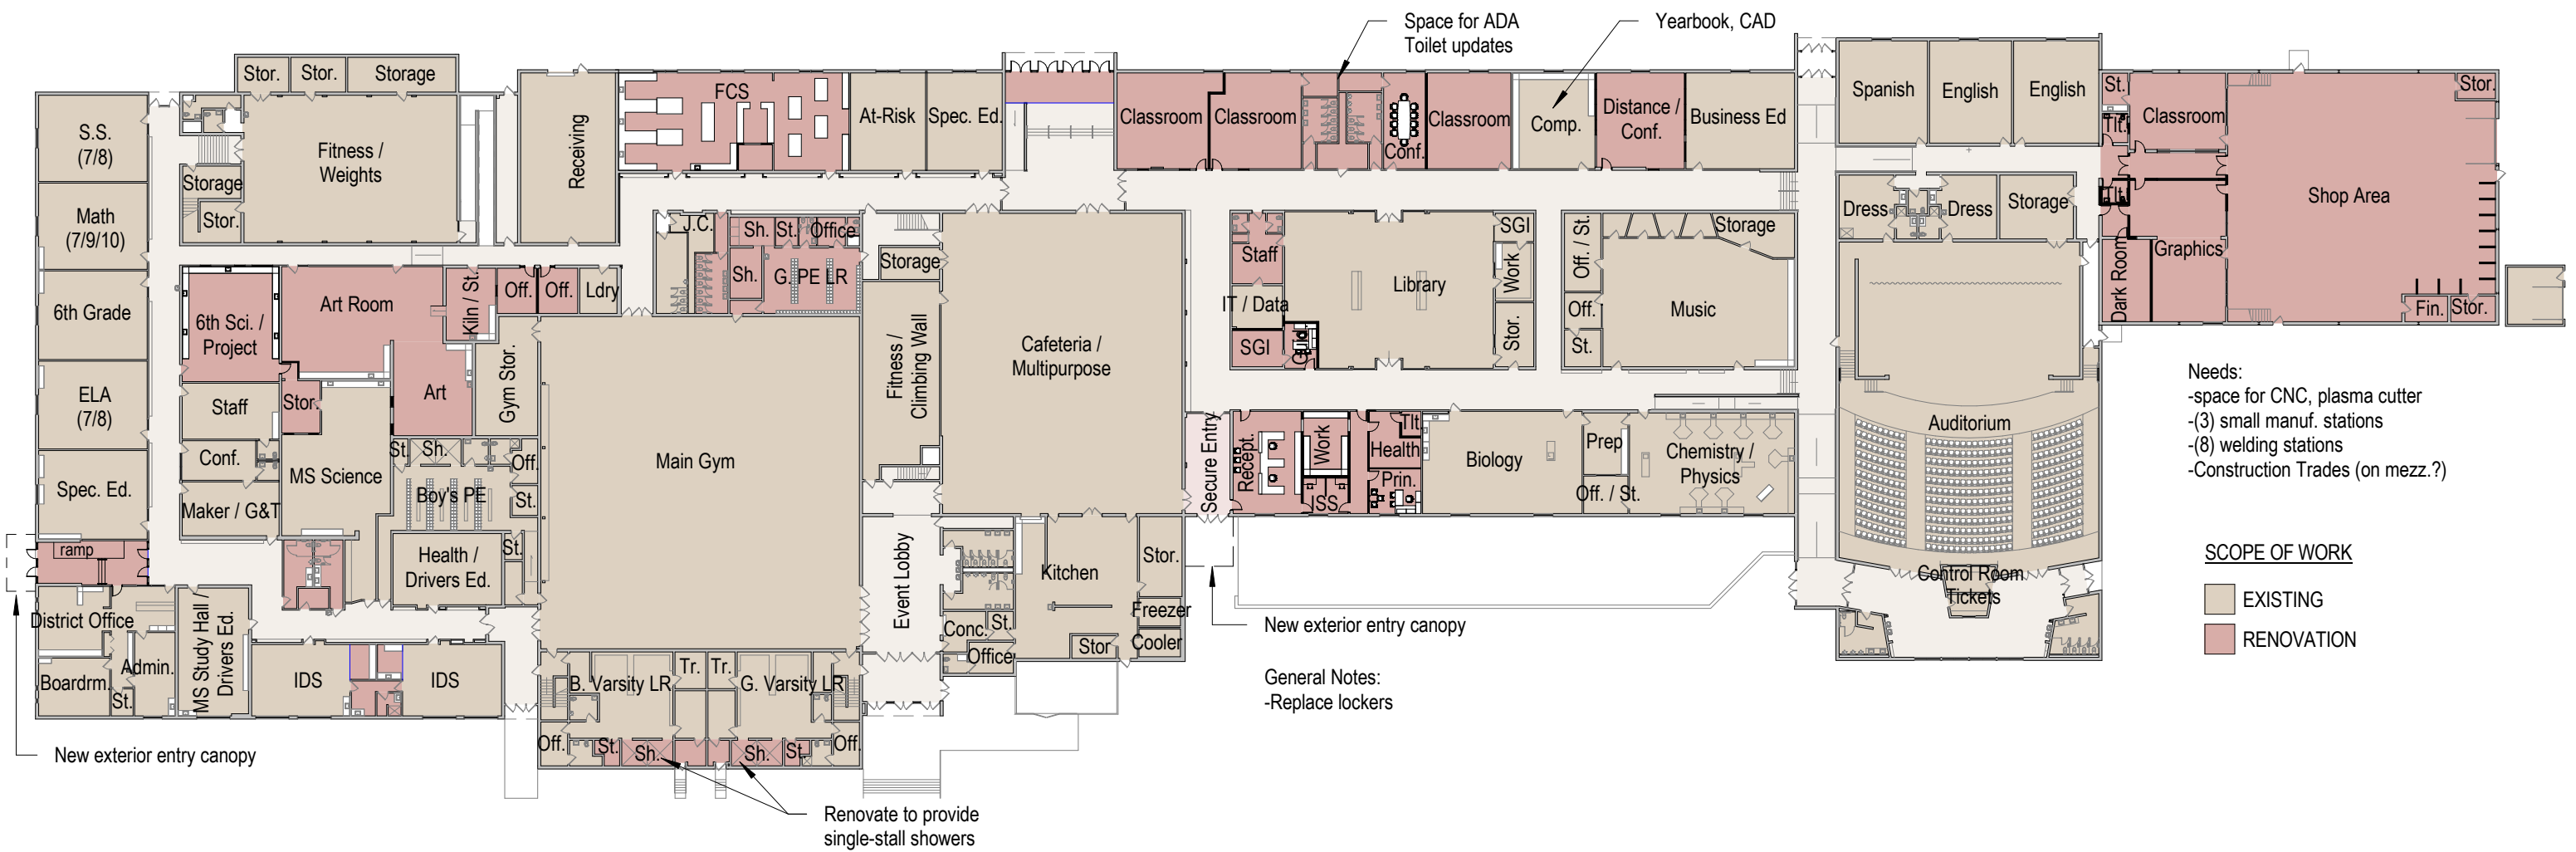 Space for ADA
Toilet updates
Yearbook, CAD
Stor.
Stor.
Storage
S.S.
(7/8)
Fitness /
Weights
Receiving
FCS
At-Risk
Spec. Ed.
Classroom
Classroom
Conf.
Classroom
Comp.
Distance /
Conf.
Business Ed
Spanish
English
English
St.
Classroom
Stor.
Tlt.
Storage
Stor.
Math
(7/9/10)
J.C.
Sh.
St.
Office
Sh.
G. PE LR
Storage
Staff
SGI
Library
Work
Off. / St.
Storage
Dress
Dress
Storage
Tlt.
Shop Area
Graphics
Dark Room
6th Grade
6th Sci. /
Project
Art Room
Kiln / St.
Off.
Off.
Ldry
IT / Data
SGI
Guid.
Stor.
Off.
St.
Music
Fin.
Stor.
Fitness /
Climbing Wall
Cafeteria /
Multipurpose
ELA
(7/8)
Staff
Stor.
Art
Gym Stor.
Main Gym
Conf.
MS Science
St.
Sh.
Off.
Boy's PE
St.
Spec. Ed.
Maker / G&T
Secure Entry
Recept.
Work
ISS
Tlt.
Health
Prin.
Biology
Prep
Off. / St.
Chemistry /
Physics
Auditorium
Needs:
-space for CNC, plasma cutter
-(3) small manuf. stations
-(8) welding stations
-Construction Trades (on mezz.?)
ramp
Health /
Drivers Ed.
St.
Event Lobby
Kitchen
Stor.
Freezer
Cooler
Conc.
St.
Office
Stor
Control Room
Tickets
SCOPE OF WORK
EXISTING
RENOVATION
District Office
Boardrm.
Admin.
St.
MS Study Hall /
Drivers Ed.
IDS
IDS
B. Varsity LR
Tr.
Tr.
G. Varsity LR
Off.
St.
Sh.
Sh.
St.
Off.
New exterior entry canopy
General Notes:
-Replace lockers
New exterior entry canopy
Renovate to provide
single-stall showers